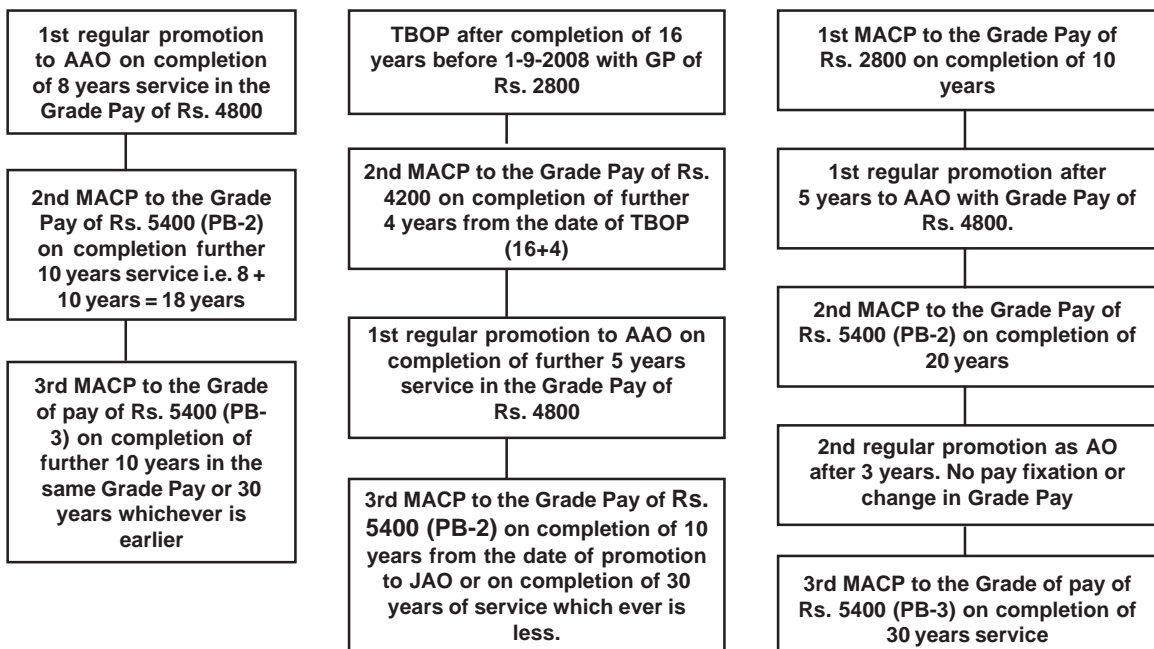 1st regular promotion
to AAO on completion
of 8 years service in the
Grade Pay of Rs. 4800
2nd MACP to the Grade
Pay of Rs. 5400 (PB-2)
on completion further
10 years service i.e. 8 +
10 years = 18 years
3rd MACP to the Grade
of pay of Rs. 5400 (PB-
3) on completion of
further 10 years in the
same Grade Pay or 30
years whichever is
earlier
TBOP after completion of 16
years before 1-9-2008 with GP of
Rs. 2800
2nd MACP to the Grade Pay of Rs.
4200 on completion of further
4 years from the date of TBOP
(16+4)
1st regular promotion to AAO on
completion of further 5 years
service in the Grade Pay of
Rs. 4800
3rd MACP to the Grade Pay of Rs.
5400 (PB-2) on completion of 10
years from the date of promotion
to JAO or on completion of 30
years of service which ever is
less.
1st MACP to the Grade Pay of
Rs. 2800 on completion of 10
years
1st regular promotion after
5 years to AAO with Grade Pay of
Rs. 4800.
2nd MACP to the Grade Pay of
Rs. 5400 (PB-2) on completion of
20 years
2nd regular promotion as AO
after 3 years. No pay fixation or
change in Grade Pay
3rd MACP to the Grade of pay of
Rs. 5400 (PB-3) on completion of
30 years service